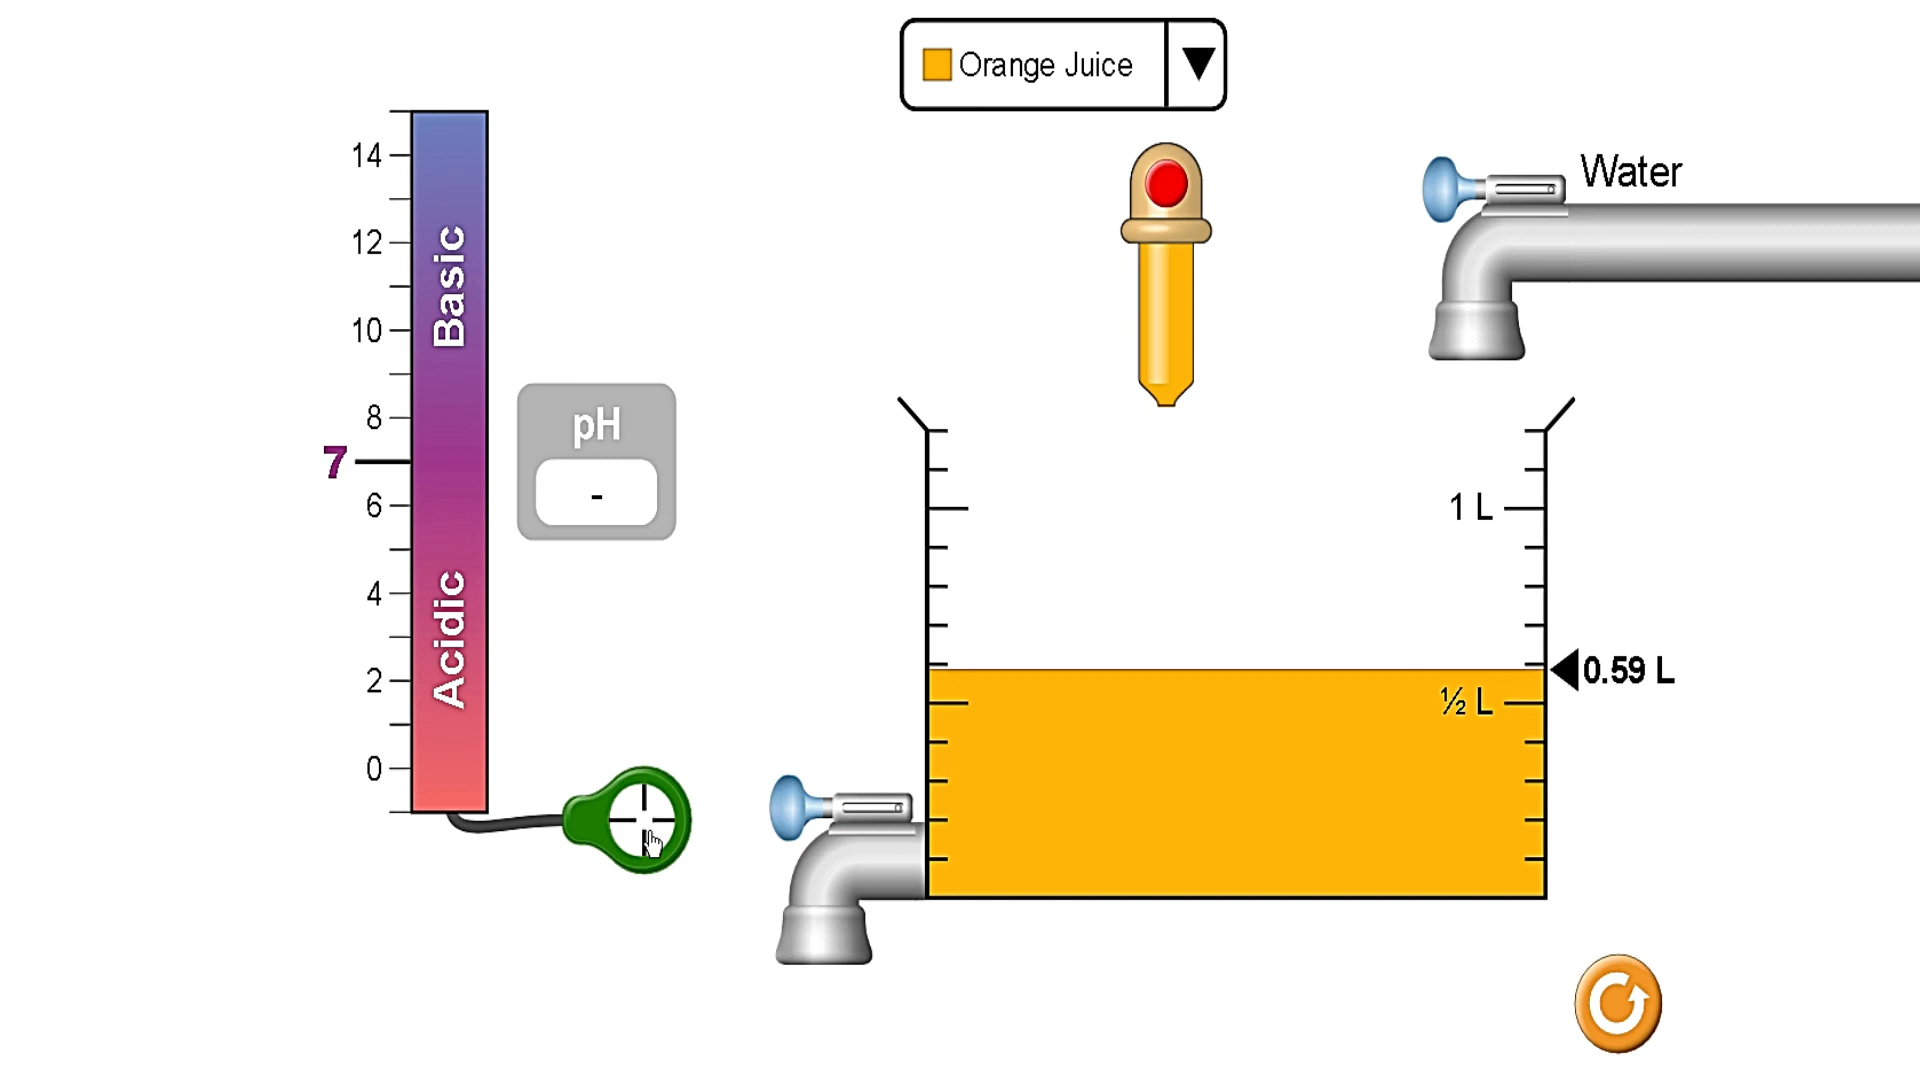 Orange Juice
Water
14
12
10
8
7
6
4
2
0
Basic
Acidic
pH
-
1 L
½ L
0.59 L